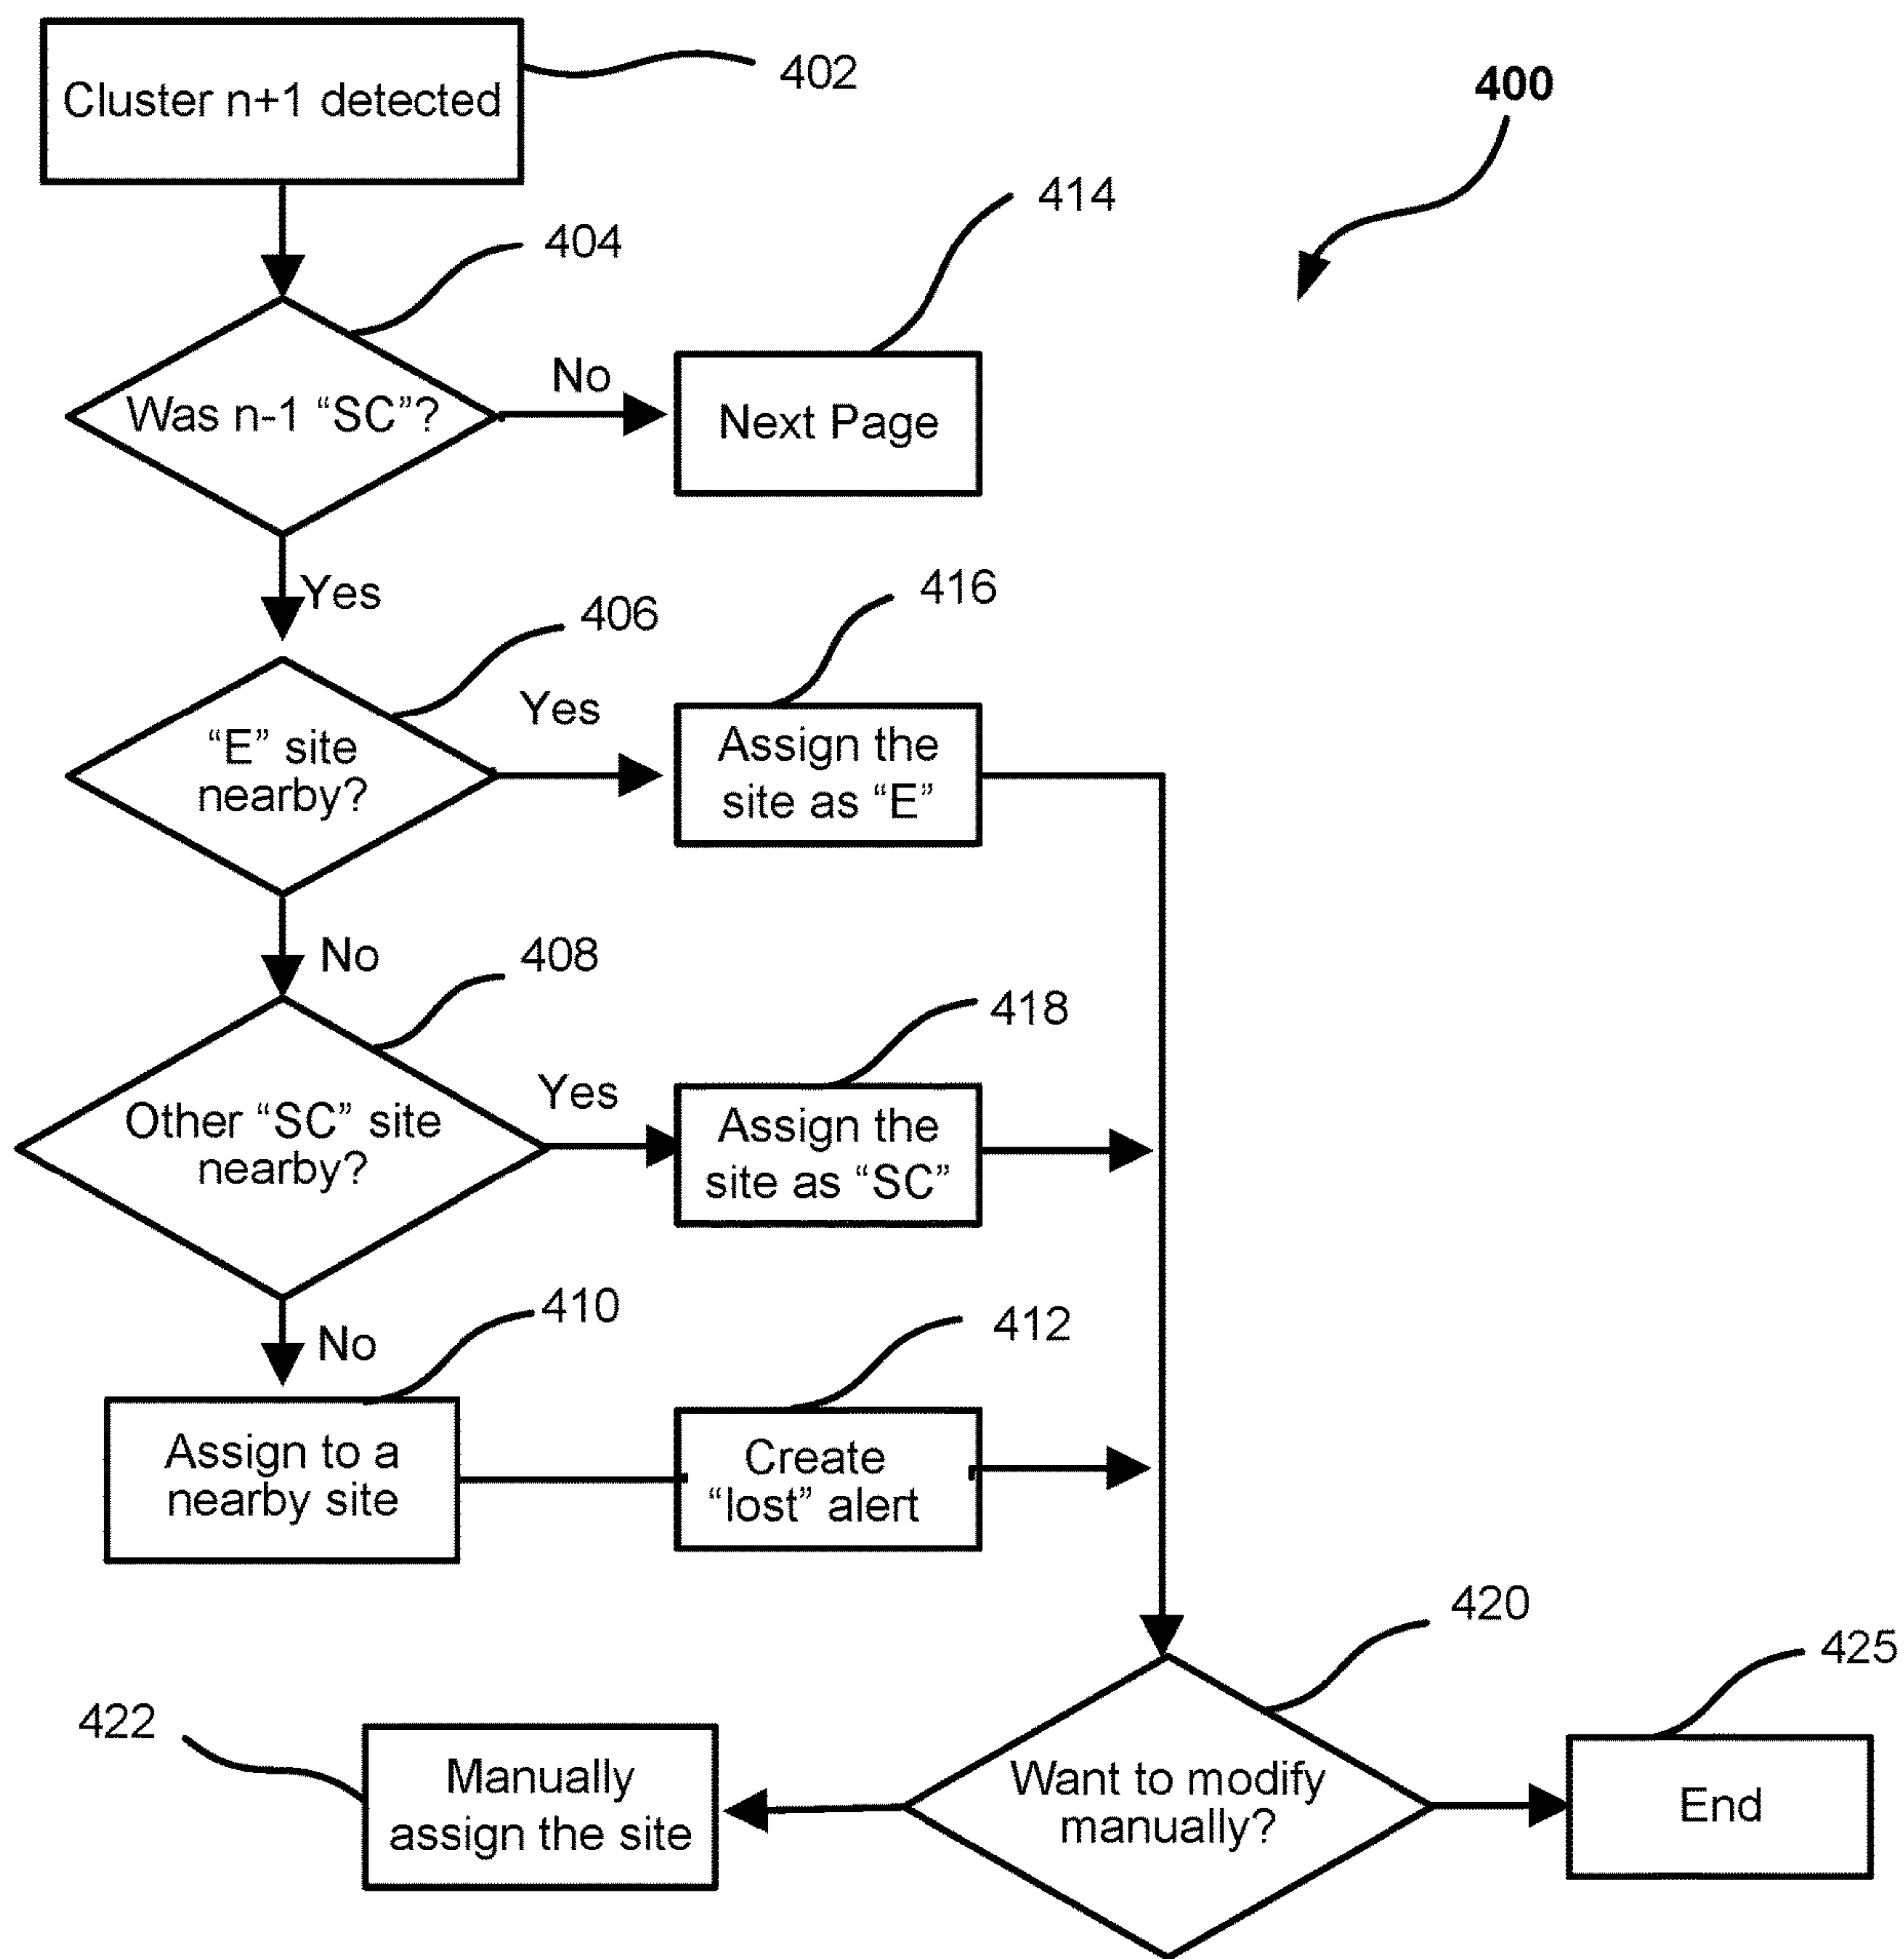 Cluster n+1 detected
402
400
414
404
Was n-1 “SC”?
No
Next Page
Yes
406
416
“E” site
nearby?
Yes
Assign the
site as “E”
No
408
418
Other “SC” site
nearby?
Yes
Assign the
site as “SC”
No
410
412
Assign to a
nearby site
Create
“lost” alert
420
425
422
Manually
assign the site
Want to modify
manually?
End